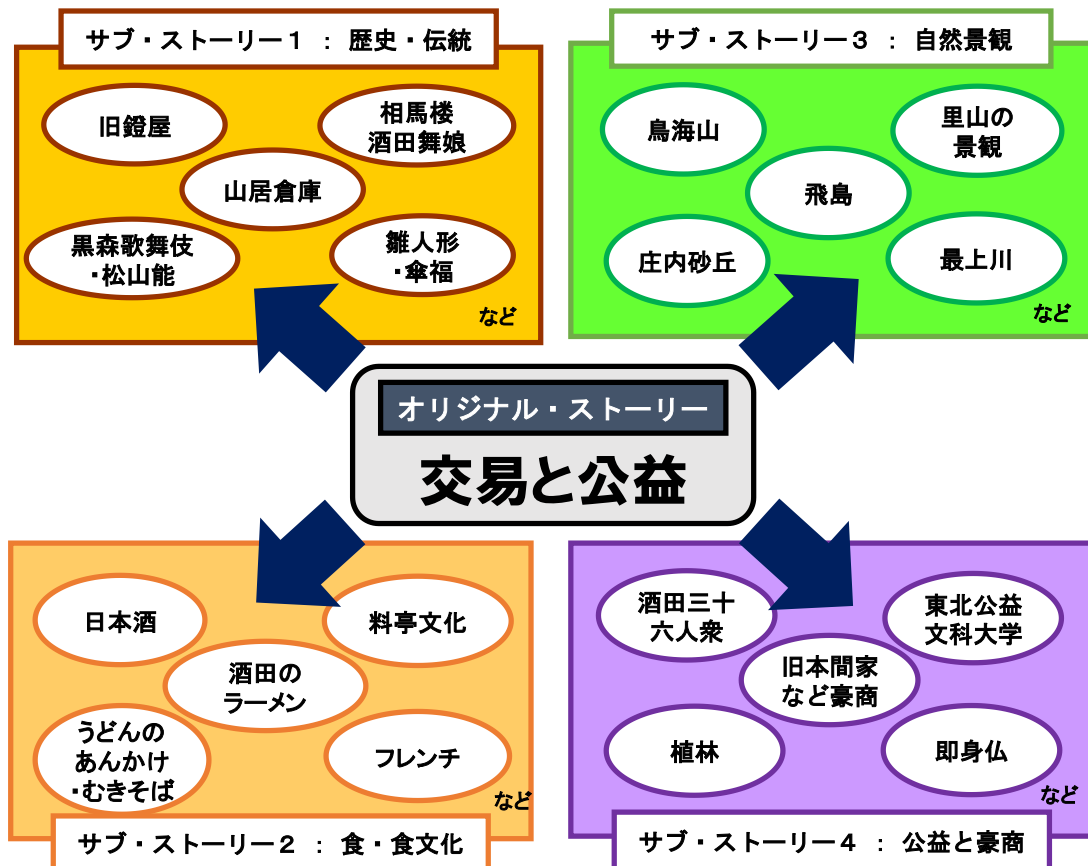 サブ・ストーリー１ ： 歴史・伝統
旧鐙屋
相馬楼
酒田舞娘
山居倉庫
黒森歌舞伎
・松山能
雛人形
・傘福
など
サブ・ストーリー３ ： 自然景観
鳥海山
里山の
景観
飛島
庄内砂丘
最上川
など
オリジナル・ストーリー
交易と公益
日本酒
料亭文化
酒田の
ラーメン
うどんの
あんかけ
・むきそば
フレンチ
など
サブ・ストーリー２ ： 食・食文化
酒田三十
六人衆
東北公益
文科大学
旧本間家
など豪商
植林
即身仏
など
サブ・ストーリー４ ： 公益と豪商